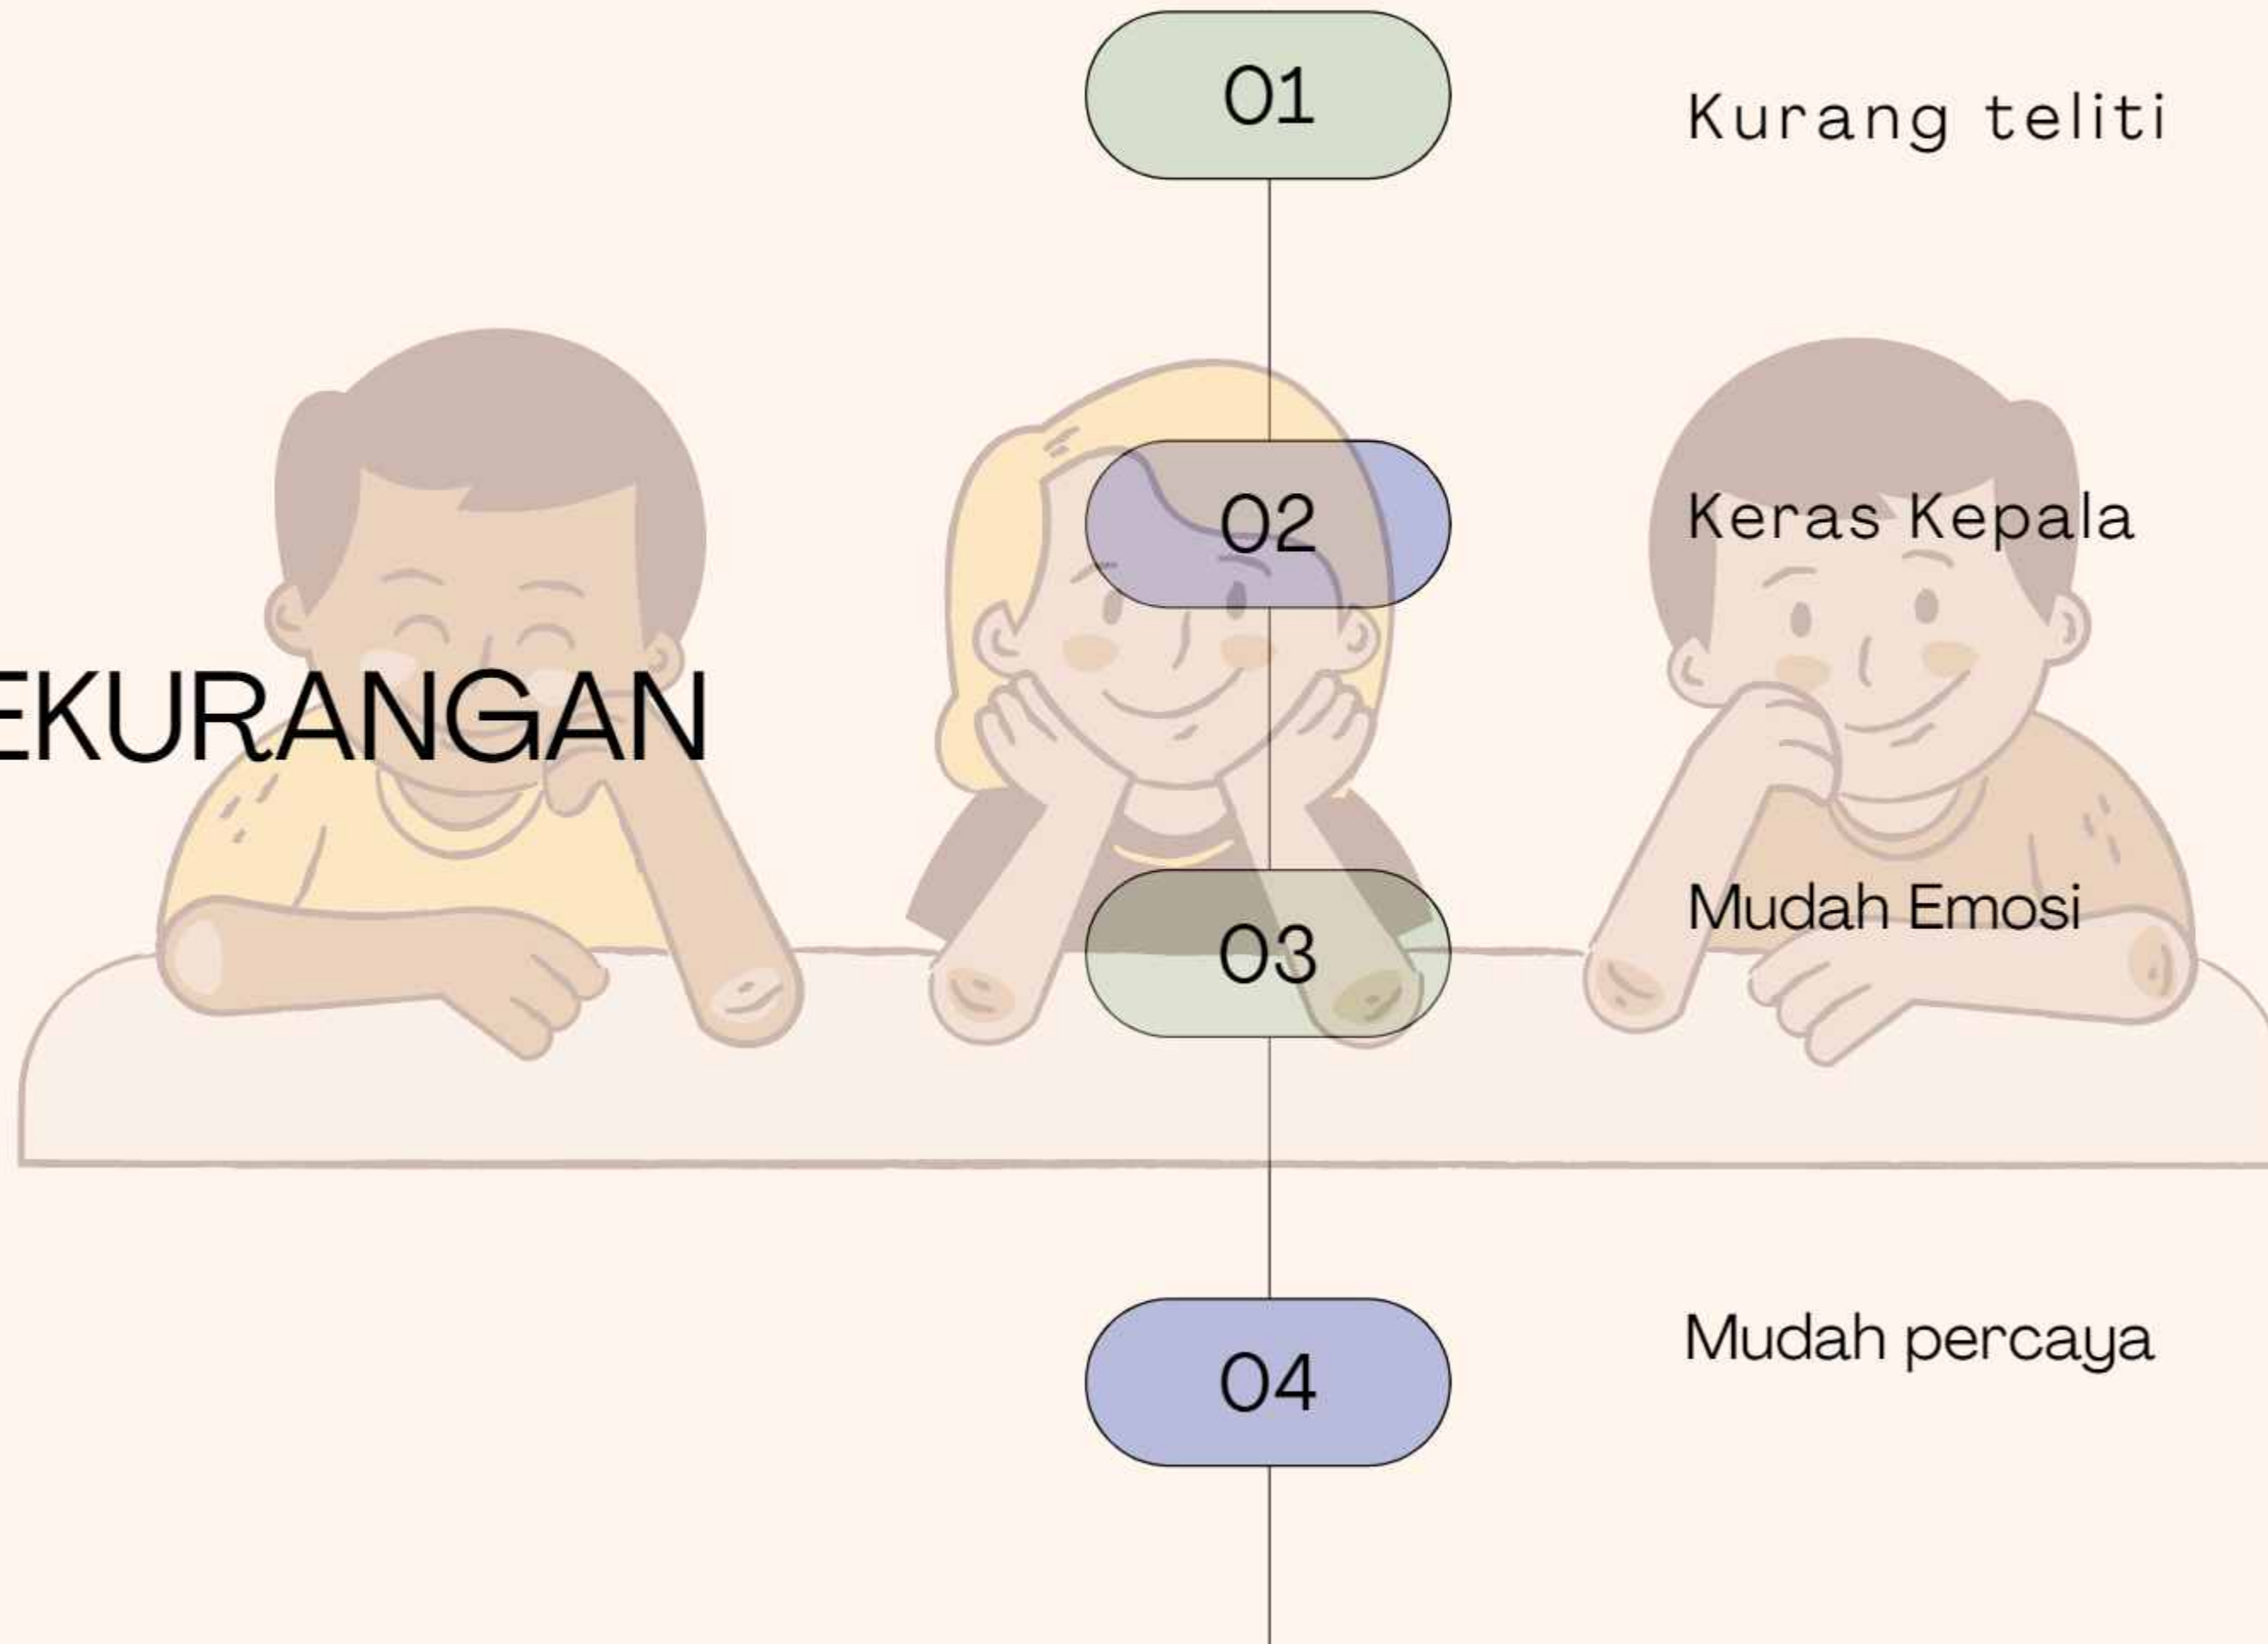 01
Kurang teliti
02
Keras Kepala
EKURANGAN
03
Mudah Emosi
04
Mudah percaya